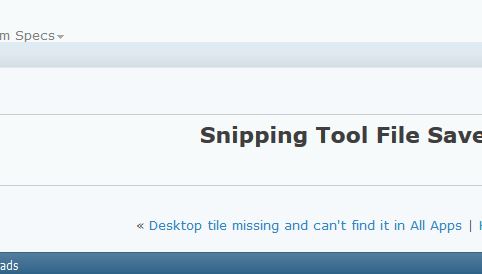 m Specs
Snipping Tool File Save
« Desktop tile missing and can't find it in All Apps |
ads